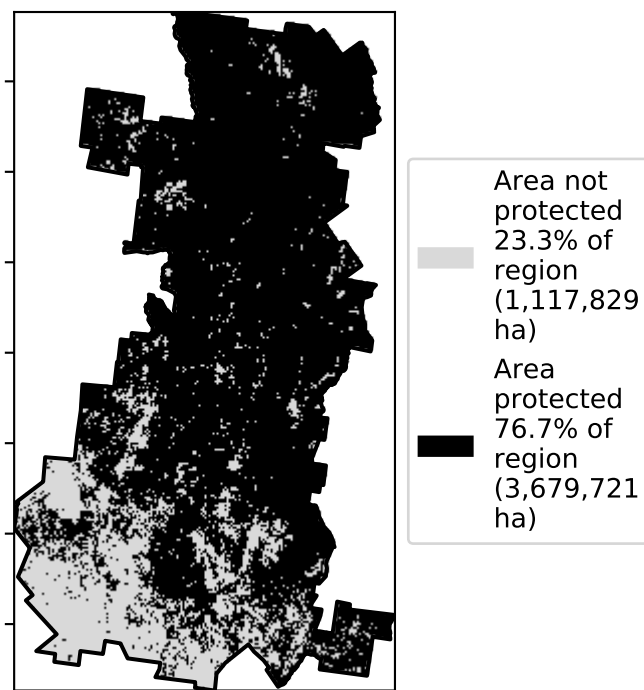 Area not
protected
23.3% of
region
(1,117,829
ha)
Area
protected
76.7% of
region
(3,679,721
ha)